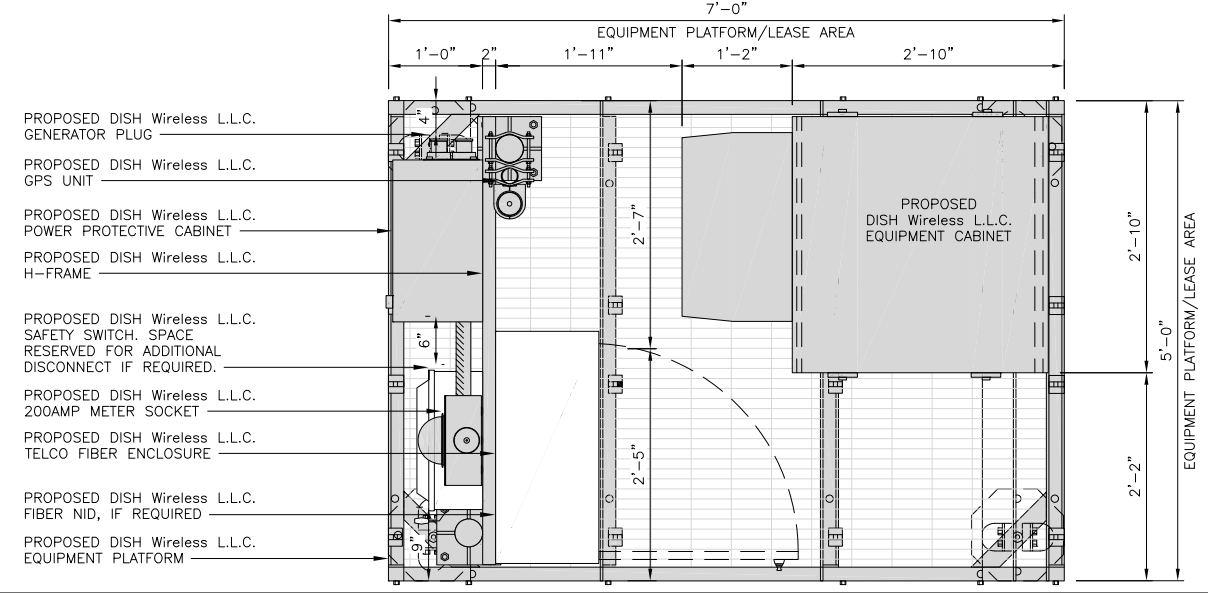 7'-0"
EQUIPMENT PLATFORM/LEASE AREA
1'-0"
2"
1'-11"
1'-2"
2'-10"
PROPOSED DISH Wireless L.L.C.
GENERATOR PLUG
PROPOSED DISH Wireless L.L.C.
GPS UNIT
PROPOSED DISH Wireless L.L.C.
POWER PROTECTIVE CABINET
PROPOSED DISH Wireless L.L.C.
H-FRAME
PROPOSED DISH Wireless L.L.C.
SAFETY SWITCH. SPACE
RESERVED FOR ADDITIONAL
DISCONNECT IF REQUIRED.
PROPOSED DISH Wireless L.L.C.
200AMP METER SOCKET
PROPOSED DISH Wireless L.L.C.
TELCO FIBER ENCLOSURE
PROPOSED DISH Wireless L.L.C.
FIBER NID, IF REQUIRED
PROPOSED DISH Wireless L.L.C.
EQUIPMENT PLATFORM
4"
6"
9"
2'-7"
2'-5"
PROPOSED
DISH Wireless L.L.C.
EQUIPMENT CABINET
2'-10"
2'-2"
5'-0"
EQUIPMENT PLATFORM/LEASE AREA